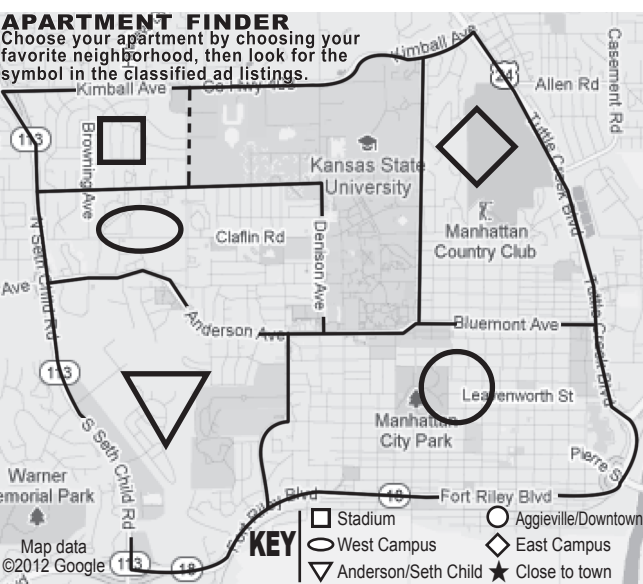 APARTMENT FINDER
Choose your apartment by choosing your
favorite neighborhood, then look for the
symbol in the classified ad listings.
Kimball Ave
24
Allen Rd
Casement Rd
Kimball Ave
113
Browning Ave
Kansas State
University
Tuttle Creek Blvd
Claflin Rd
Denison Ave
Manhattan
Country Club
N Seth Child Rd
Ave
Anderson Ave
Bluemont Ave
Tuttle Creek Blvd
113
Leavenworth St
Manhattan
City Park
S Seth Child Rd
Pierre S
Warner
emorial Park
Fort Riley Blvd
18
Fort Riley Blvd
KEY
Stadium
Aggieville/Downtown
West Campus
East Campus
Anderson/Seth Child
Close to town
Map data
©2012 Google
113
18